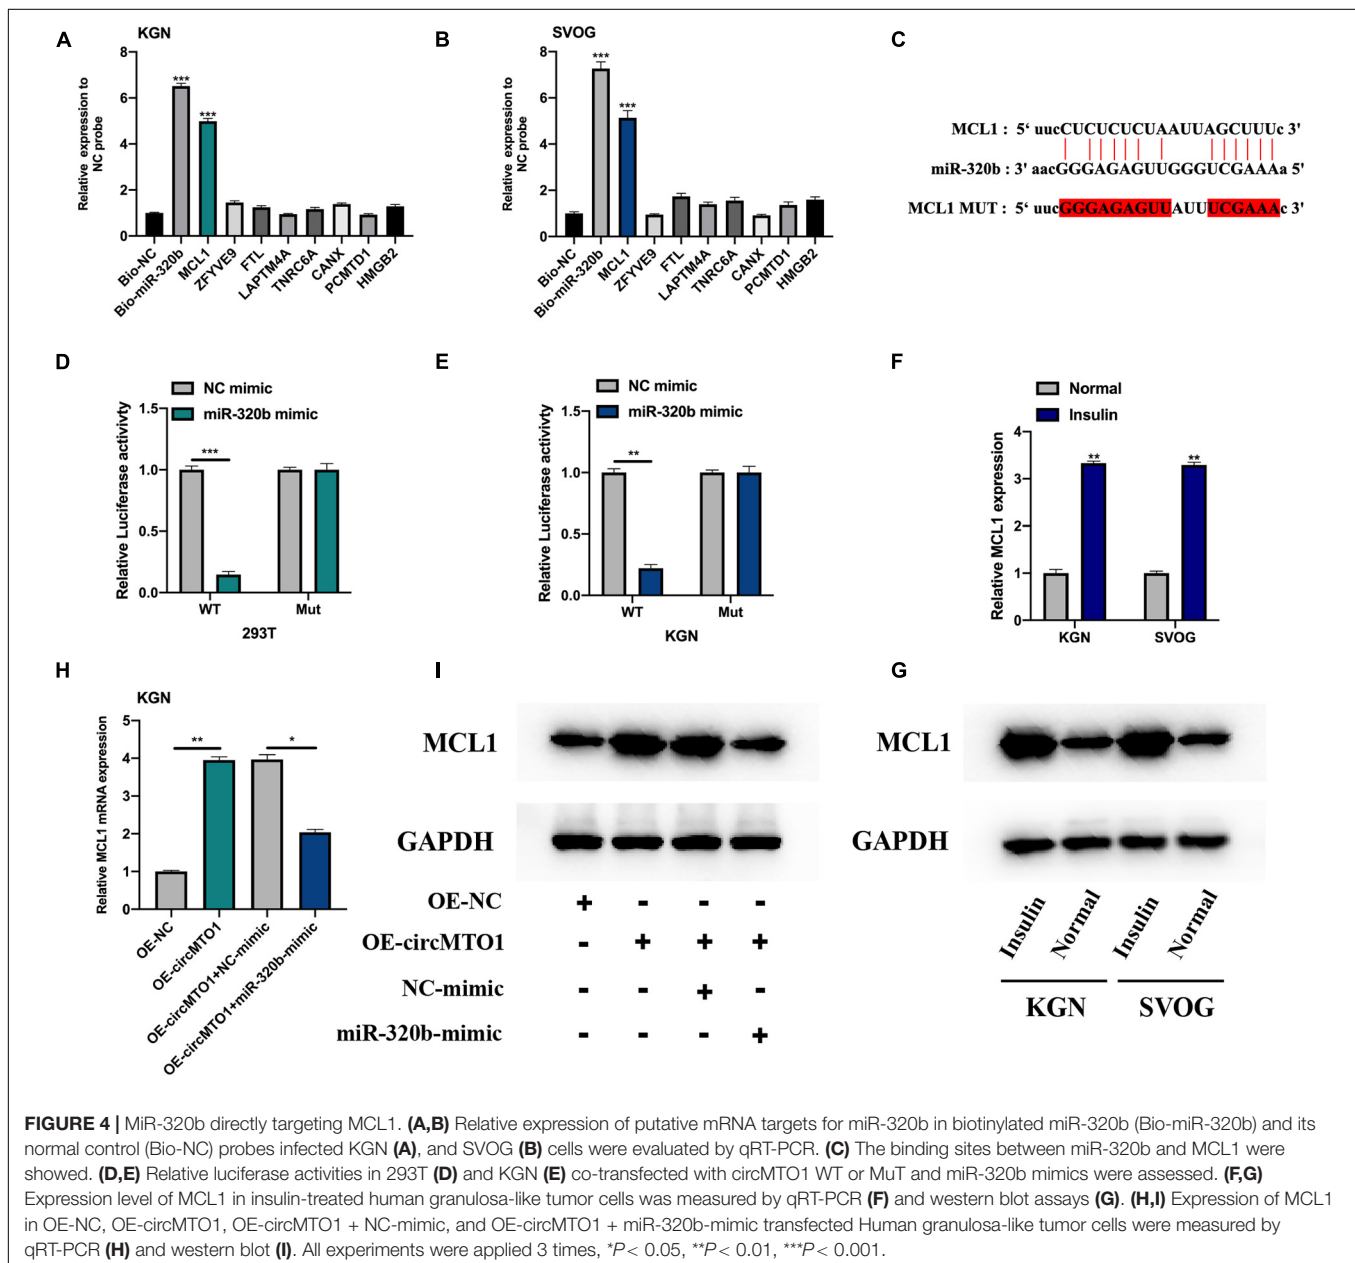 A
KGN
Relative expression to
NC probe
8
6
4
2
0
***
***
Bio-NC
Bio-miR-320b
MCL1
ZFYVE9
FTL
LAPTM4A
TNRC6A
CANX
PCMTD1
HMGB2
B
SVOG
Relative expression to
NC probe
8
6
4
2
0
***
***
Bio-NC
Bio-miR-320b
MCL1
ZFYVE9
FTL
LAPTM4A
TNRC6A
CANX
PCMTD1
HMGB2
C
MCL1 : 5‘ uucCUCUCUCUAAUUAGCUUUc 3'
miR-320b : 3' aacGGGAGAGUUGGGUCGAAAa 5'
MCL1 MUT : 5‘ uucGGGAGAGUUAUUUCGAAAc 3'
D
NC mimic
miR-320b mimic
Relative Luciferase activivty
1.5
1.0
0.5
0.0
***
WT
Mut
293T
E
NC mimic
miR-320b mimic
Relative Luciferase activivty
1.5
1.0
0.5
0.0
**
WT
Mut
KGN
F
Normal
Insulin
Relative MCL1 expression
4
3
2
1
0
**
**
KGN
SVOG
H
KGN
Relative MCL1 mRNA expression
5
4
3
2
1
0
**
*
OE-NC
OE-circMTO1
OE-circMTO1+NC-mimic
OE-circMTO1+miR-320b-mimic
I
MCL1
GAPDH
OE-NC + - - -
OE-circMTO1 - + + +
NC-mimic - - + -
miR-320b-mimic - - - +
G
MCL1
GAPDH
Insulin
Normal
Insulin
Normal
KGN
SVOG
FIGURE 4 | MiR-320b directly targeting MCL1. (A,B) Relative expression of putative mRNA targets for miR-320b in biotinylated miR-320b (Bio-miR-320b) and its
normal control (Bio-NC) probes infected KGN (A), and SVOG (B) cells were evaluated by qRT-PCR. (C) The binding sites between miR-320b and MCL1 were
showed. (D,E) Relative luciferase activities in 293T (D) and KGN (E) co-transfected with circMTO1 WT or MuT and miR-320b mimics were assessed. (F,G)
Expression level of MCL1 in insulin-treated human granulosa-like tumor cells was measured by qRT-PCR (F) and western blot assays (G). (H,I) Expression of MCL1
in OE-NC, OE-circMTO1, OE-circMTO1 + NC-mimic, and OE-circMTO1 + miR-320b-mimic transfected Human granulosa-like tumor cells were measured by
qRT-PCR (H) and western blot (I). All experiments were applied 3 times, *P< 0.05, **P< 0.01, ***P< 0.001.